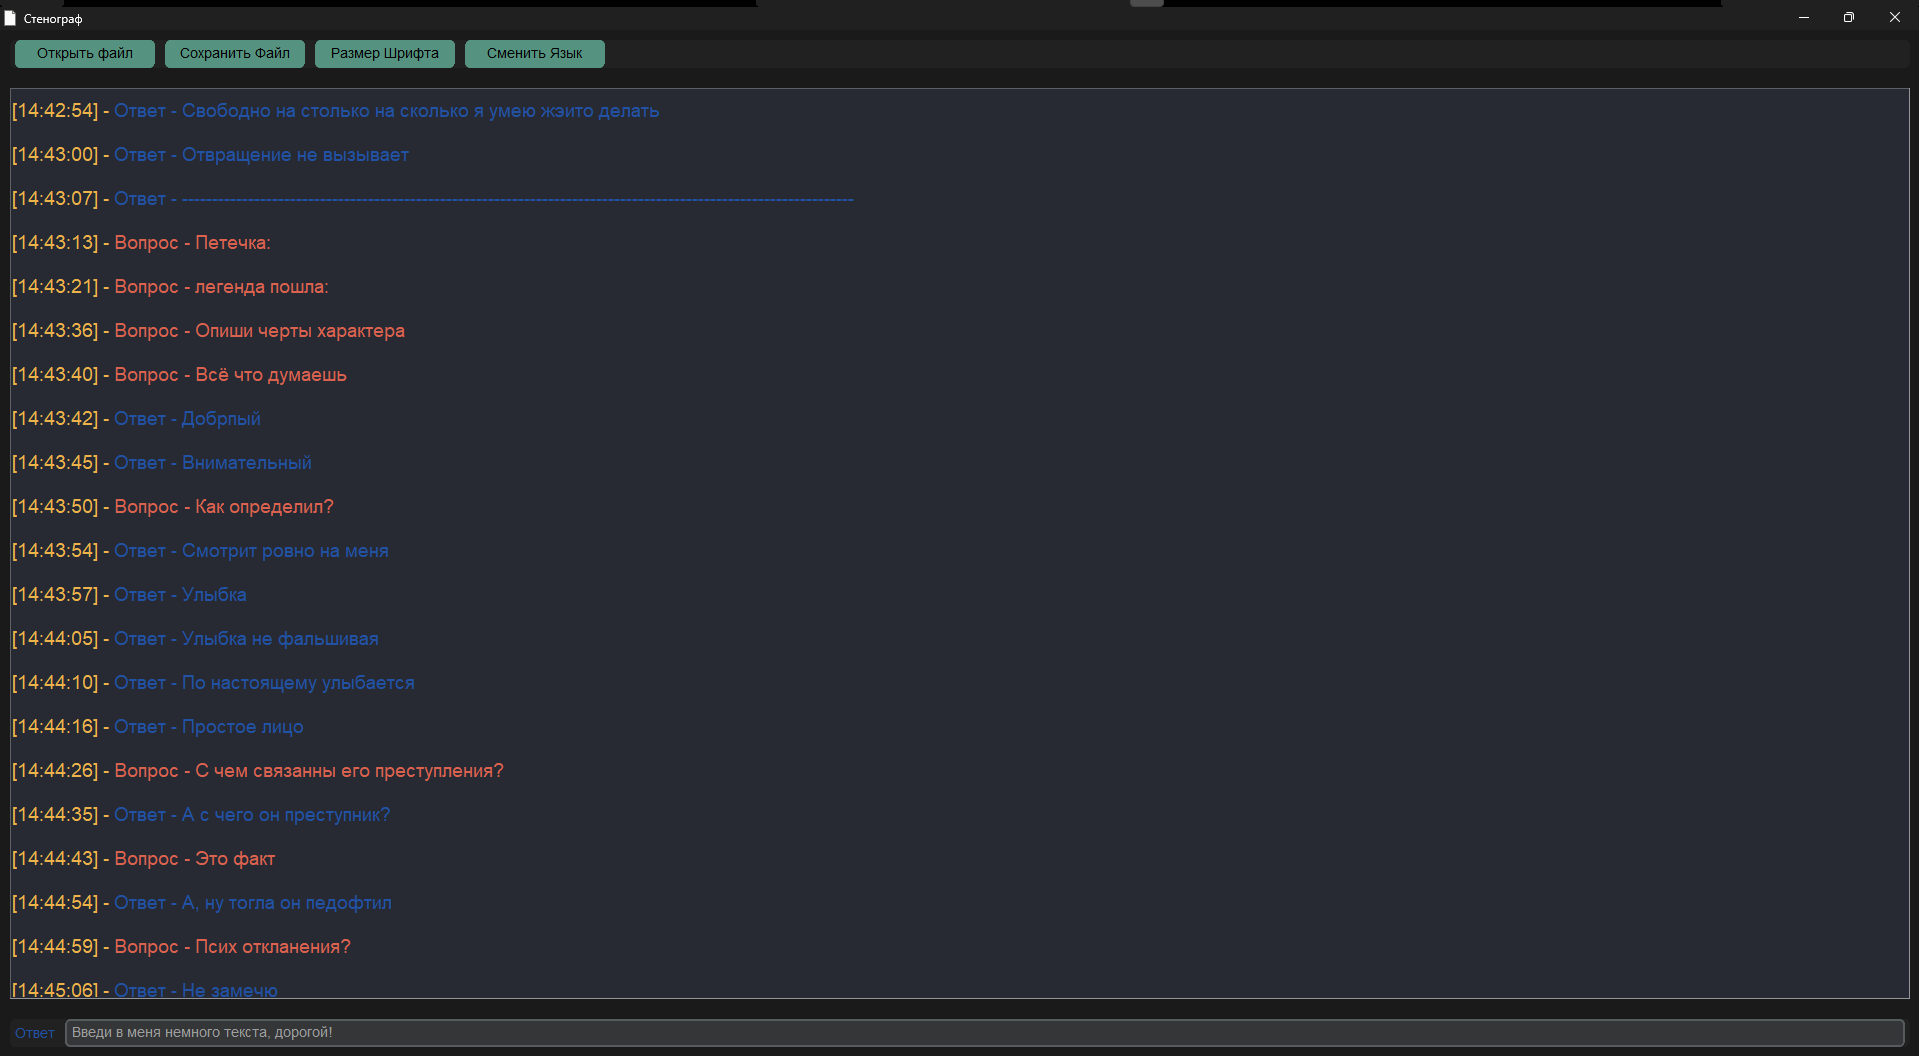 Стенограф
Открыть файл Сохранить Файл Размер Шрифта Сменить Язык
[14:42:54] - Ответ - Свободно на столько на сколько я умею жэито делать
[14:43:00] - Ответ - Отвращение не вызывает
[14:43:07] - Ответ - ----------------------------------------------------------------------------------------------------------------
[14:43:13] - Вопрос - Петечка:
[14:43:21] - Вопрос - легенда пошла:
[14:43:36] - Вопрос - Опиши черты характера
[14:43:40] - Вопрос - Всё что думаешь
[14:43:42] - Ответ - Добрпый
[14:43:45] - Ответ - Внимательный
[14:43:50] - Вопрос - Как определил?
[14:43:54] - Ответ - Смотрит ровно на меня
[14:43:57] - Ответ - Улыбка
[14:44:05] - Ответ - Улыбка не фальшивая
[14:44:10] - Ответ - По настоящему улыбается
[14:44:16] - Ответ - Простое лицо
[14:44:26] - Вопрос - С чем связанны его преступления?
[14:44:35] - Ответ - А с чего он преступник?
[14:44:43] - Вопрос - Это факт
[14:44:54] - Ответ - А, ну тогла он педофтил
[14:44:59] - Вопрос - Псих откланения?
[14:45:06] - Ответ - Не замечю
Ответ Введи в меня немного текста, дорогой!